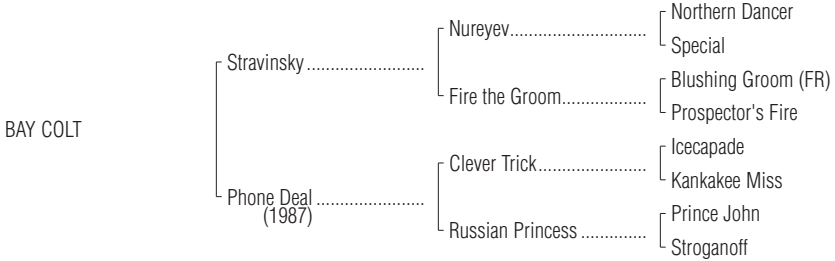 Northern Dancer
Nureyev..............................
Special
Stravinsky .........................
Blushing Groom (FR)
Fire the Groom..................
Prospector's Fire
BAY COLT
Icecapade
Clever Trick.......................
Kankakee Miss
Phone Deal .......................
(1987)
Prince John
Russian Princess ..............
Stroganoff